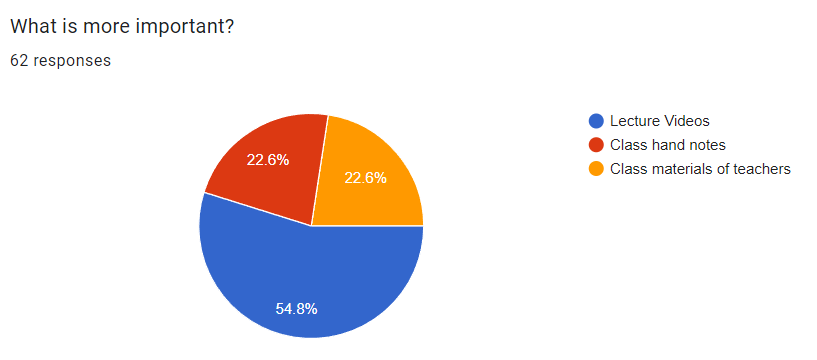 What is more important?
62 responses
Lecture Videos
Class hand notes
Class materials of teachers
22.6%
22.6%
54.8%